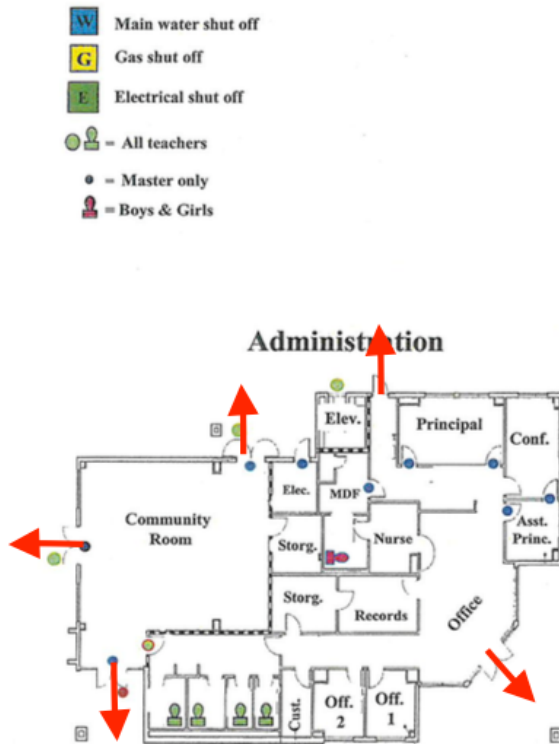 W Main water shut off
G Gas shut off
E Electrical shut off
= All teachers
= Master only
= Boys & Girls
Administration
Elev.
Principal
Conf.
Elec.
MDF
Community
Room
Asst.
Princ.
Storg.
Nurse
Storg.
Records
Office
Cust.
Off.
2
Off.
1